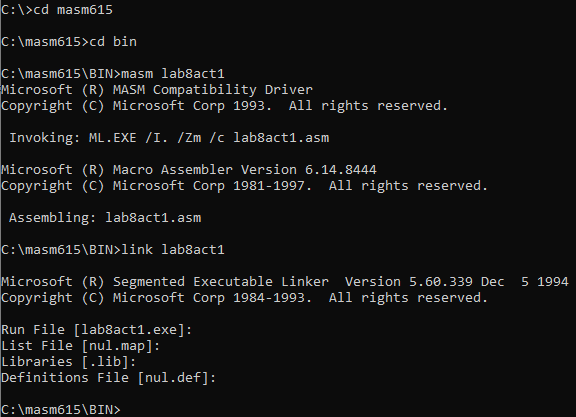 C:\>cd masm615
C:\masm615>cd bin
C:\masm615\BIN>masm lab8act1
Microsoft (R) MASM Compatibility Driver
Copyright (C) Microsoft Corp 1993.  All rights reserved.
Invoking: ML.EXE /I. /Zm /c lab8act1.asm
Microsoft (R) Macro Assembler Version 6.14.8444
Copyright (C) Microsoft Corp 1981-1997.  All rights reserved.
Assembling: lab8act1.asm
C:\masm615\BIN>link lab8act1
Microsoft (R) Segmented Executable Linker  Version 5.60.339 Dec  5 1994
Copyright (C) Microsoft Corp 1984-1993.  All rights reserved.
Run File [lab8act1.exe]:
List File [nul.map]:
Libraries [.lib]:
Definitions File [nul.def]:
C:\masm615\BIN>